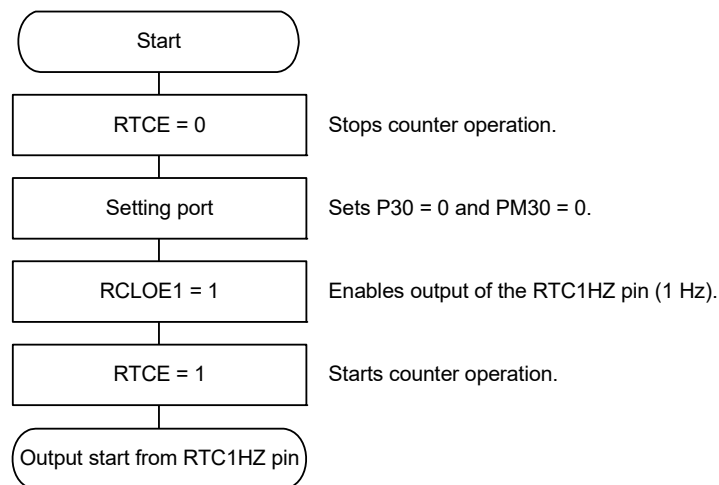 Start
RTCE = 0
Stops counter operation.
Setting port
Sets P30 = 0 and PM30 = 0.
RCLOE1 = 1
Enables output of the RTC1HZ pin (1 Hz).
RTCE = 1
Starts counter operation.
Output start from RTC1HZ pin